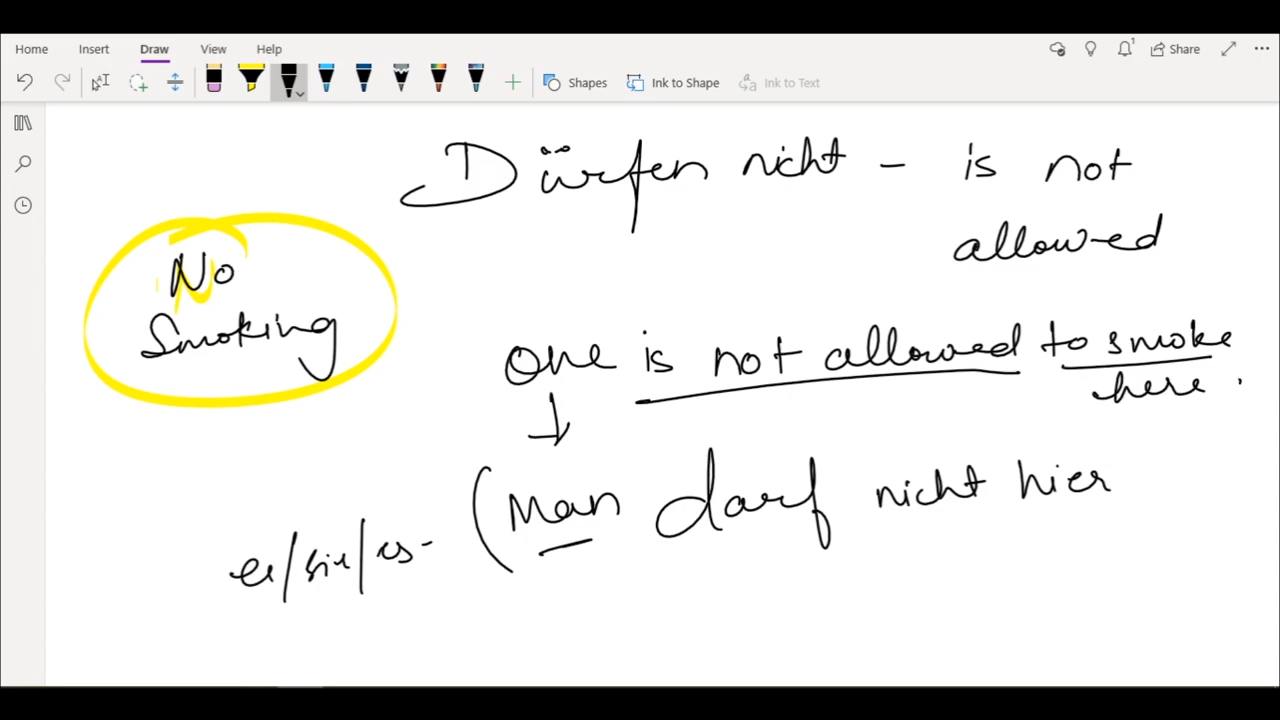 Home Insert Draw View Help
Share
Shapes Ink to Shape Ink to Text
Dürfen nicht - is not
allowed
No
Smoking
one is not allowed to smoke
here.
(Man darf nicht hier
er/sie/es-